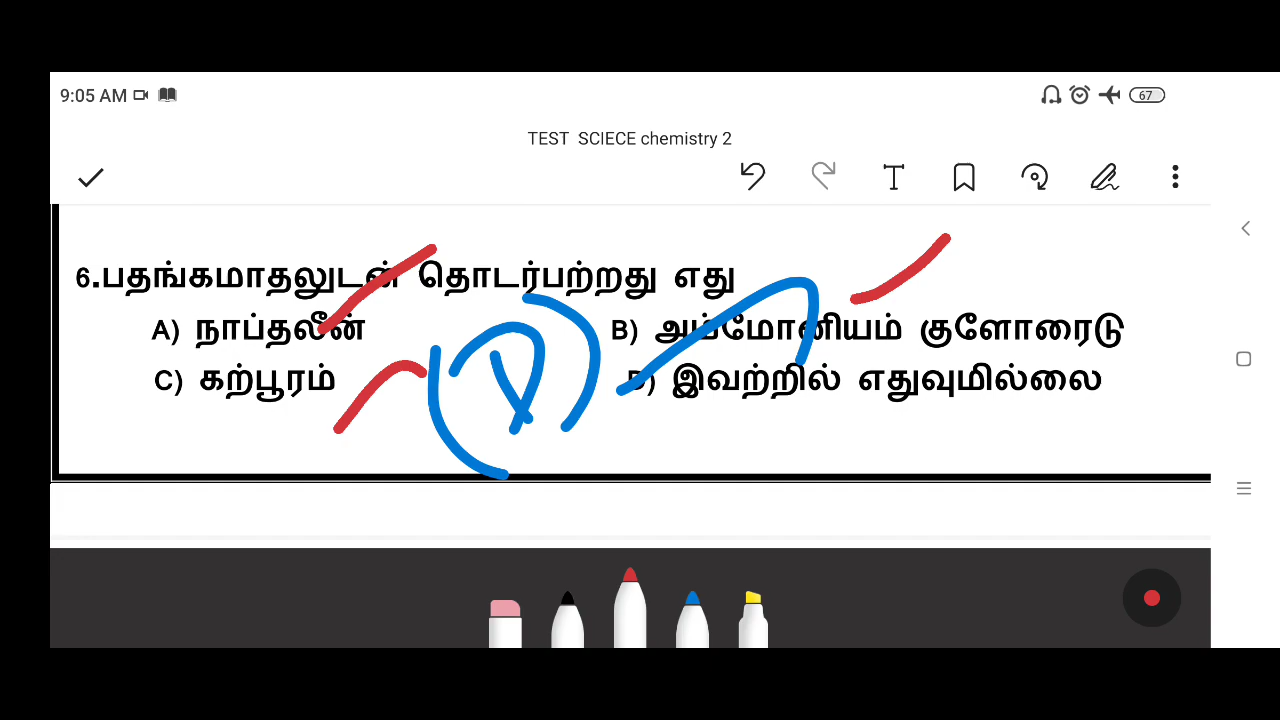 9:05 AM
67
TEST SCIECE chemistry 2
T
6.பதங்கமாதலுடன் தொடர்பற்றது எது
A) நாப்தலீன் B) அம்மோனியம் குளோரைடு
C) கற்பூரம் D) இவற்றில் எதுவுமில்லை